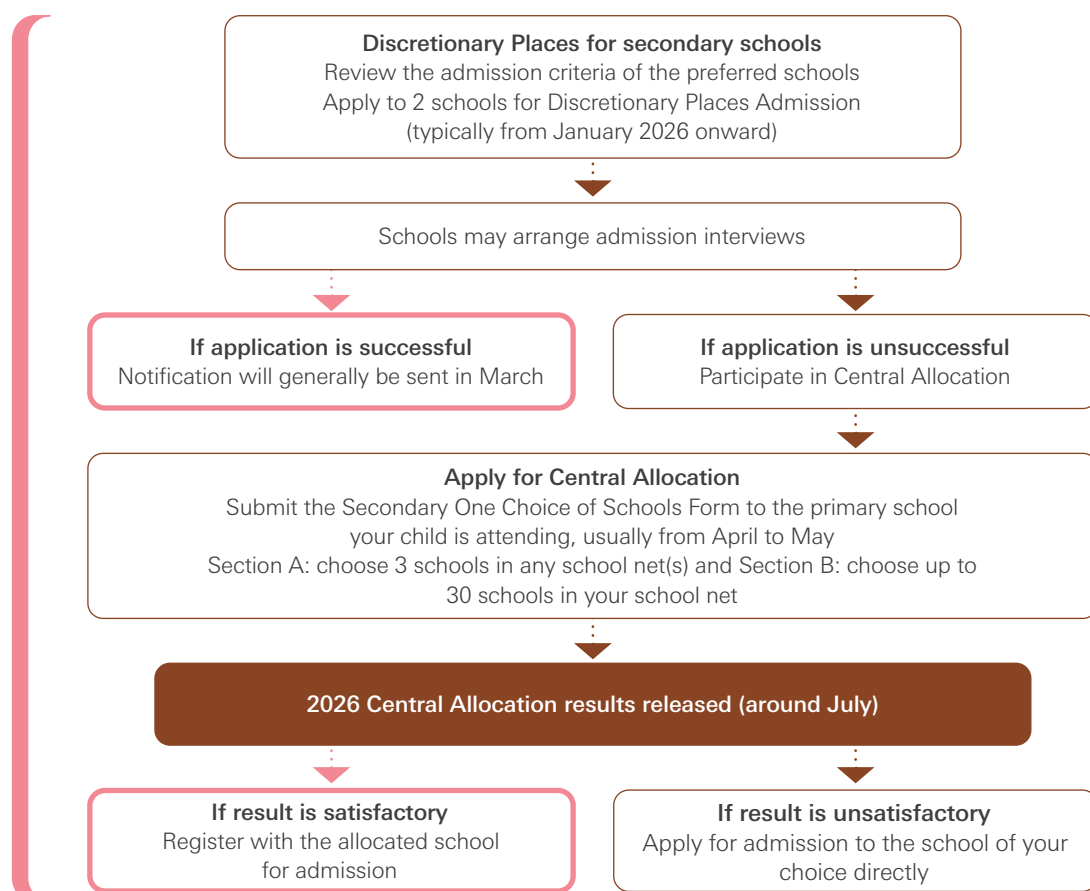 Discretionary Places for secondary schools
Review the admission criteria of the preferred schools
Apply to 2 schools for Discretionary Places Admission
(typically from January 2026 onward)
Schools may arrange admission interviews
If application is successful
Notification will generally be sent in March
If application is unsuccessful
Participate in Central Allocation
Apply for Central Allocation
Submit the Secondary One Choice of Schools Form to the primary school
your child is attending, usually from April to May
Section A: choose 3 schools in any school net(s) and Section B: choose up to
30 schools in your school net
2026 Central Allocation results released (around July)
If result is satisfactory
Register with the allocated school
for admission
If result is unsatisfactory
Apply for admission to the school of your
choice directly